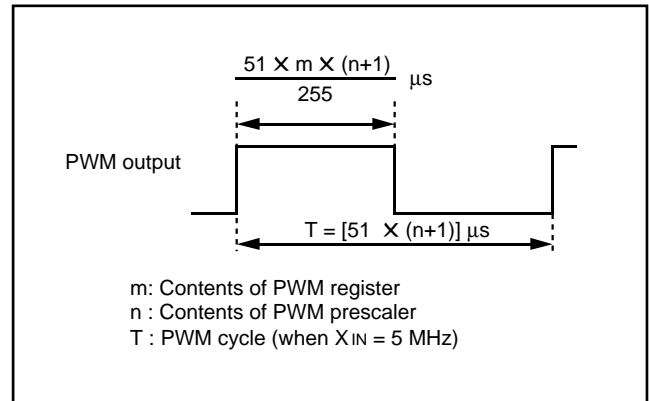 51 × m × (n+1)
255
μs
PWM output
T = [51 × (n+1)] μs
m: Contents of PWM register
n : Contents of PWM prescaler
T : PWM cycle (when XIN = 5 MHz)